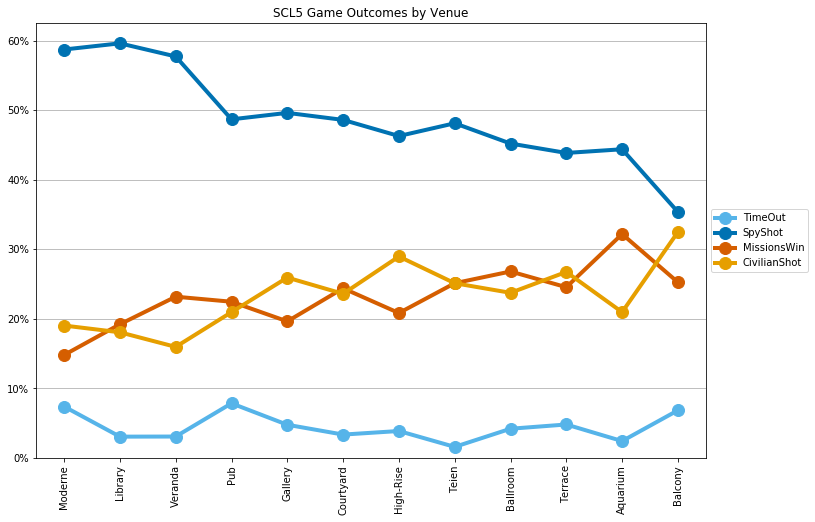 SCL5 Game Outcomes by Venue
60%
50%
40%
30%
20%
10%
0%
TimeOut
SpyShot
MissionsWin
CivilianShot
Moderne
Library
Veranda
Pub
Gallery
Courtyard
High-Rise
Teien
Ballroom
Terrace
Aquarium
Balcony